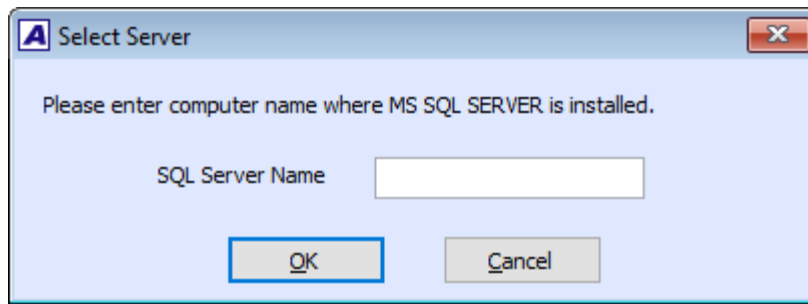 A Select Server
Please enter computer name where MS SQL SERVER is installed.
SQL Server Name
OK Cancel